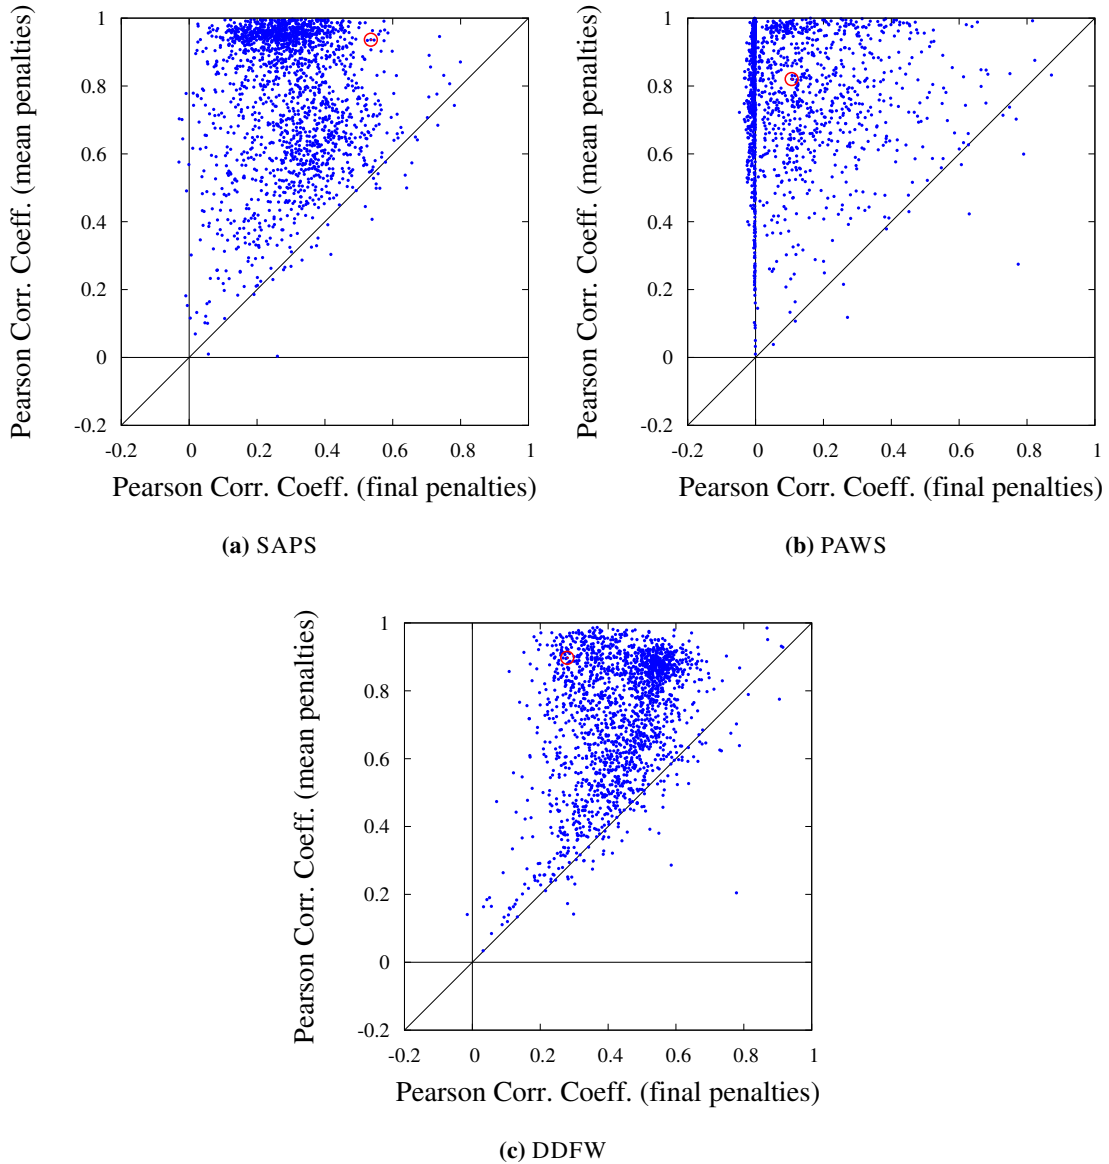 1
0.8
0.6
0.4
0.2
0
-0.2
-0.2 0 0.2 0.4 0.6 0.8 1
Pearson Corr. Coeff. (mean penalties)
Pearson Corr. Coeff. (final penalties)
(a) SAPS
1
0.8
0.6
0.4
0.2
0
-0.2
-0.2 0 0.2 0.4 0.6 0.8 1
Pearson Corr. Coeff. (mean penalties)
Pearson Corr. Coeff. (final penalties)
(b) PAWS
1
0.8
0.6
0.4
0.2
0
-0.2
-0.2 0 0.2 0.4 0.6 0.8 1
Pearson Corr. Coeff. (mean penalties)
Pearson Corr. Coeff. (final penalties)
(c) DDFW